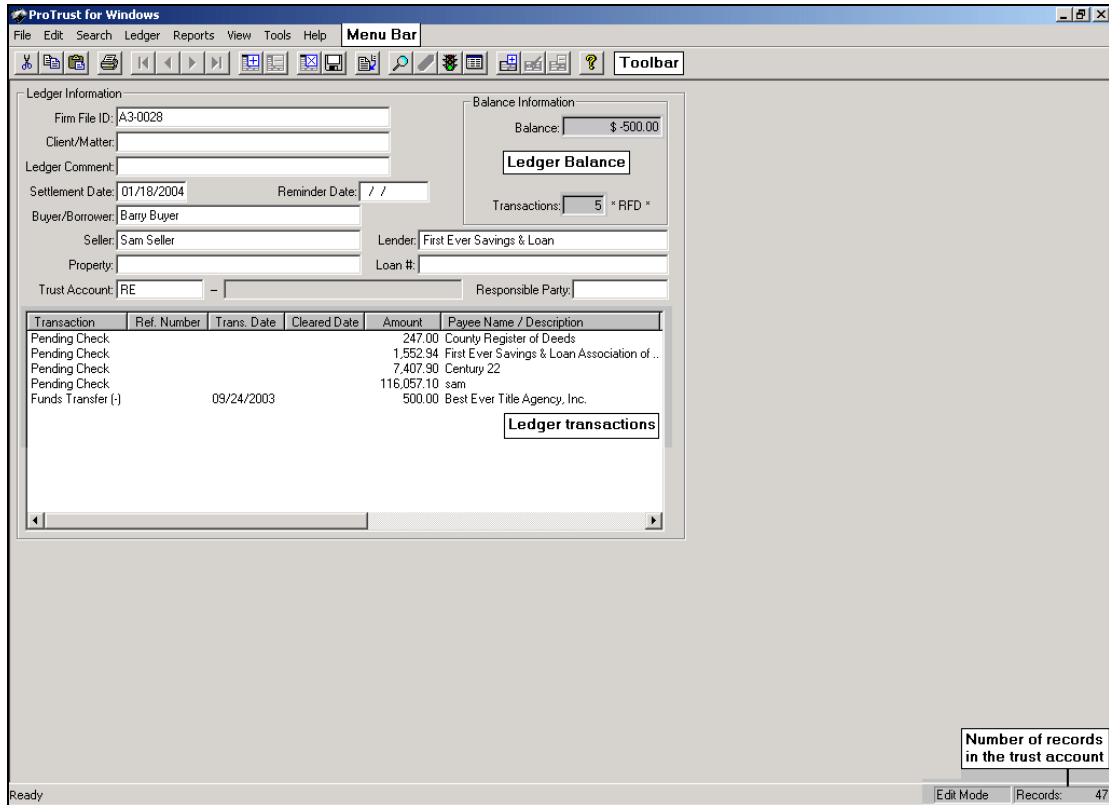 ProTrust for Windows
File Edit Search Ledger Reports View Tools Help Menu Bar
Toolbar
Ledger Information
Firm File ID: A3-0028
Client/Matter:
Ledger Comment:
Settlement Date: 01/18/2004 Reminder Date: / /
Buyer/Borrower: Barry Buyer
Seller: Sam Seller Lender: First Ever Savings & Loan
Property: Loan #:
Trust Account: RE – Responsible Party:
Balance Information
Balance: $ -500.00
Ledger Balance
Transactions: 5 * RFD *
Transaction Ref. Number Trans. Date Cleared Date Amount Payee Name / Description
Pending Check 247.00 County Register of Deeds
Pending Check 1,552.94 First Ever Savings & Loan Association of ..
Pending Check 7,407.90 Century 22
Pending Check 116,057.10 sam
Funds Transfer (-) 09/24/2003 500.00 Best Ever Title Agency, Inc.
Ledger transactions
Number of records
in the trust account
Ready Edit Mode Records: 47